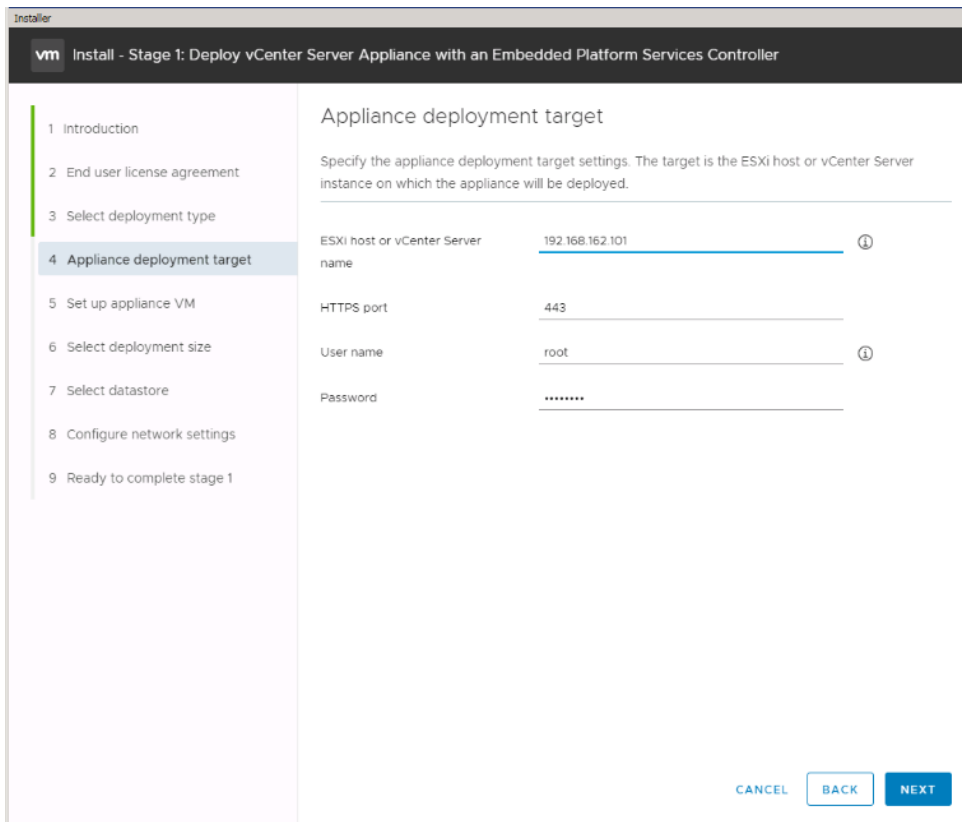 Installer
vm Install - Stage 1: Deploy vCenter Server Appliance with an Embedded Platform Services Controller
1 Introduction
2 End user license agreement
3 Select deployment type
4 Appliance deployment target
5 Set up appliance VM
6 Select deployment size
7 Select datastore
8 Configure network settings
9 Ready to complete stage 1
Appliance deployment target
Specify the appliance deployment target settings. The target is the ESXi host or vCenter Server
instance on which the appliance will be deployed.
ESXi host or vCenter Server
name
192.168.162.101
HTTPS port
443
User name
root
Password
••••••••
CANCEL
BACK
NEXT